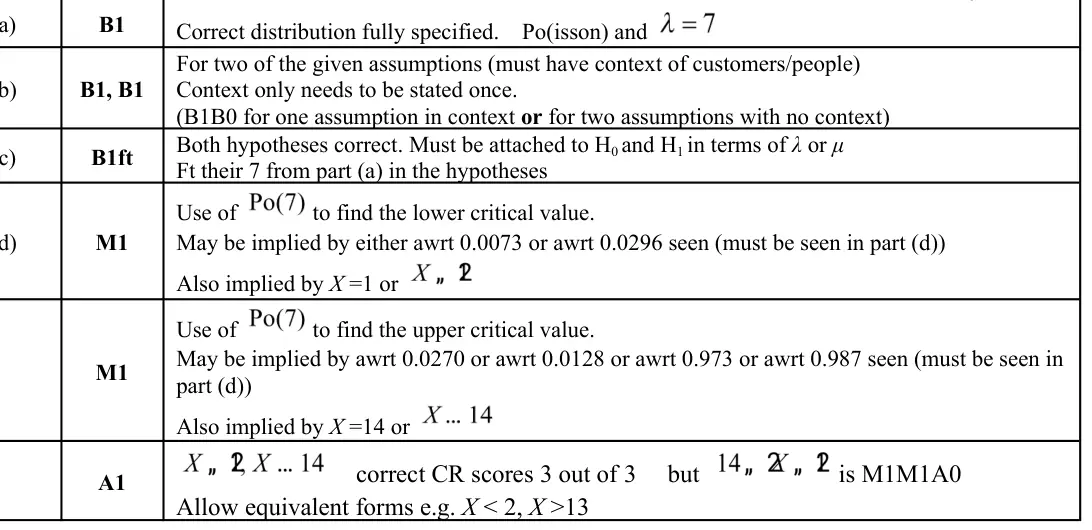 a) B1 Correct distribution fully specified. Po(isson) and λ = 7
b) B1, B1 For two of the given assumptions (must have context of customers/people)
Context only needs to be stated once.
(B1B0 for one assumption in context or for two assumptions with no context)
c) B1ft Both hypotheses correct. Must be attached to H₀ and H₁ in terms of λ or μ
Ft their 7 from part (a) in the hypotheses
Use of Po(7) to find the lower critical value.
d) M1 May be implied by either awrt 0.0073 or awrt 0.0296 seen (must be seen in part (d))
Also implied by X =1 or X „
Use of Po(7) to find the upper critical value.
M1 May be implied by awrt 0.0270 or awrt 0.0128 or awrt 0.973 or awrt 0.987 seen (must be seen in
part (d))
Also implied by X =14 or X ... 14
A1 X „ X ... 14 correct CR scores 3 out of 3 but 14 „ X „ is M1M1A0
Allow equivalent forms e.g. X < 2, X >13